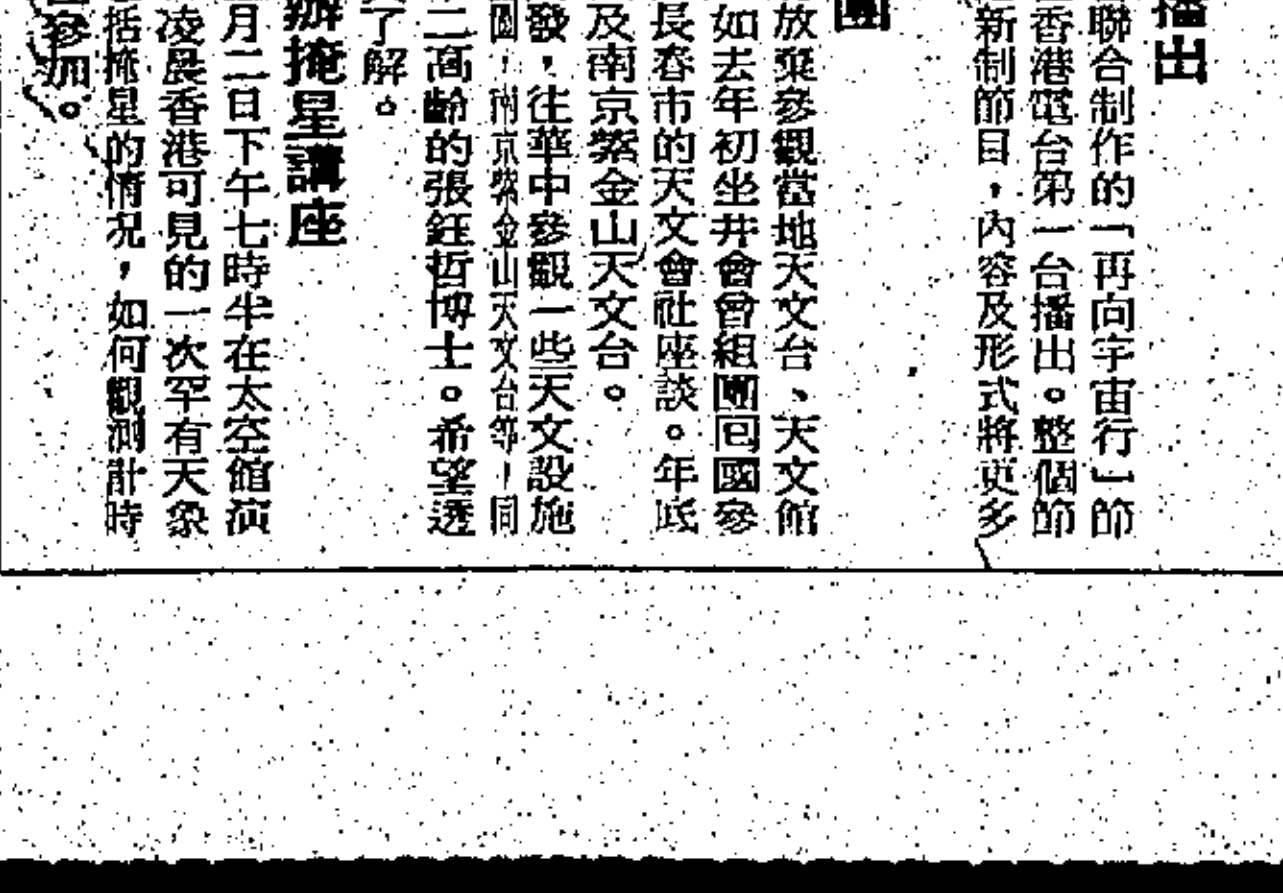 播出
聯合制作的「再向宇宙行」節
香港電台第一台播出。整個節
新制節目，內容及形式將更多
團
放棄參觀當地天文台、天文館
如去年初坐井會曾組團回國參
長春市的天文會社座談。年底
及南京紫金山天文台。
發，往華中參觀一些天文設施
園，南京紫金山天文台等，同
二高齡的張鈺哲博士。希望透
了解。
辦掩星講座
月二日下午七時半在太空館演
凌晨香港可見的一次罕有天象
括掩星的情況，如何觀測計時
參加。